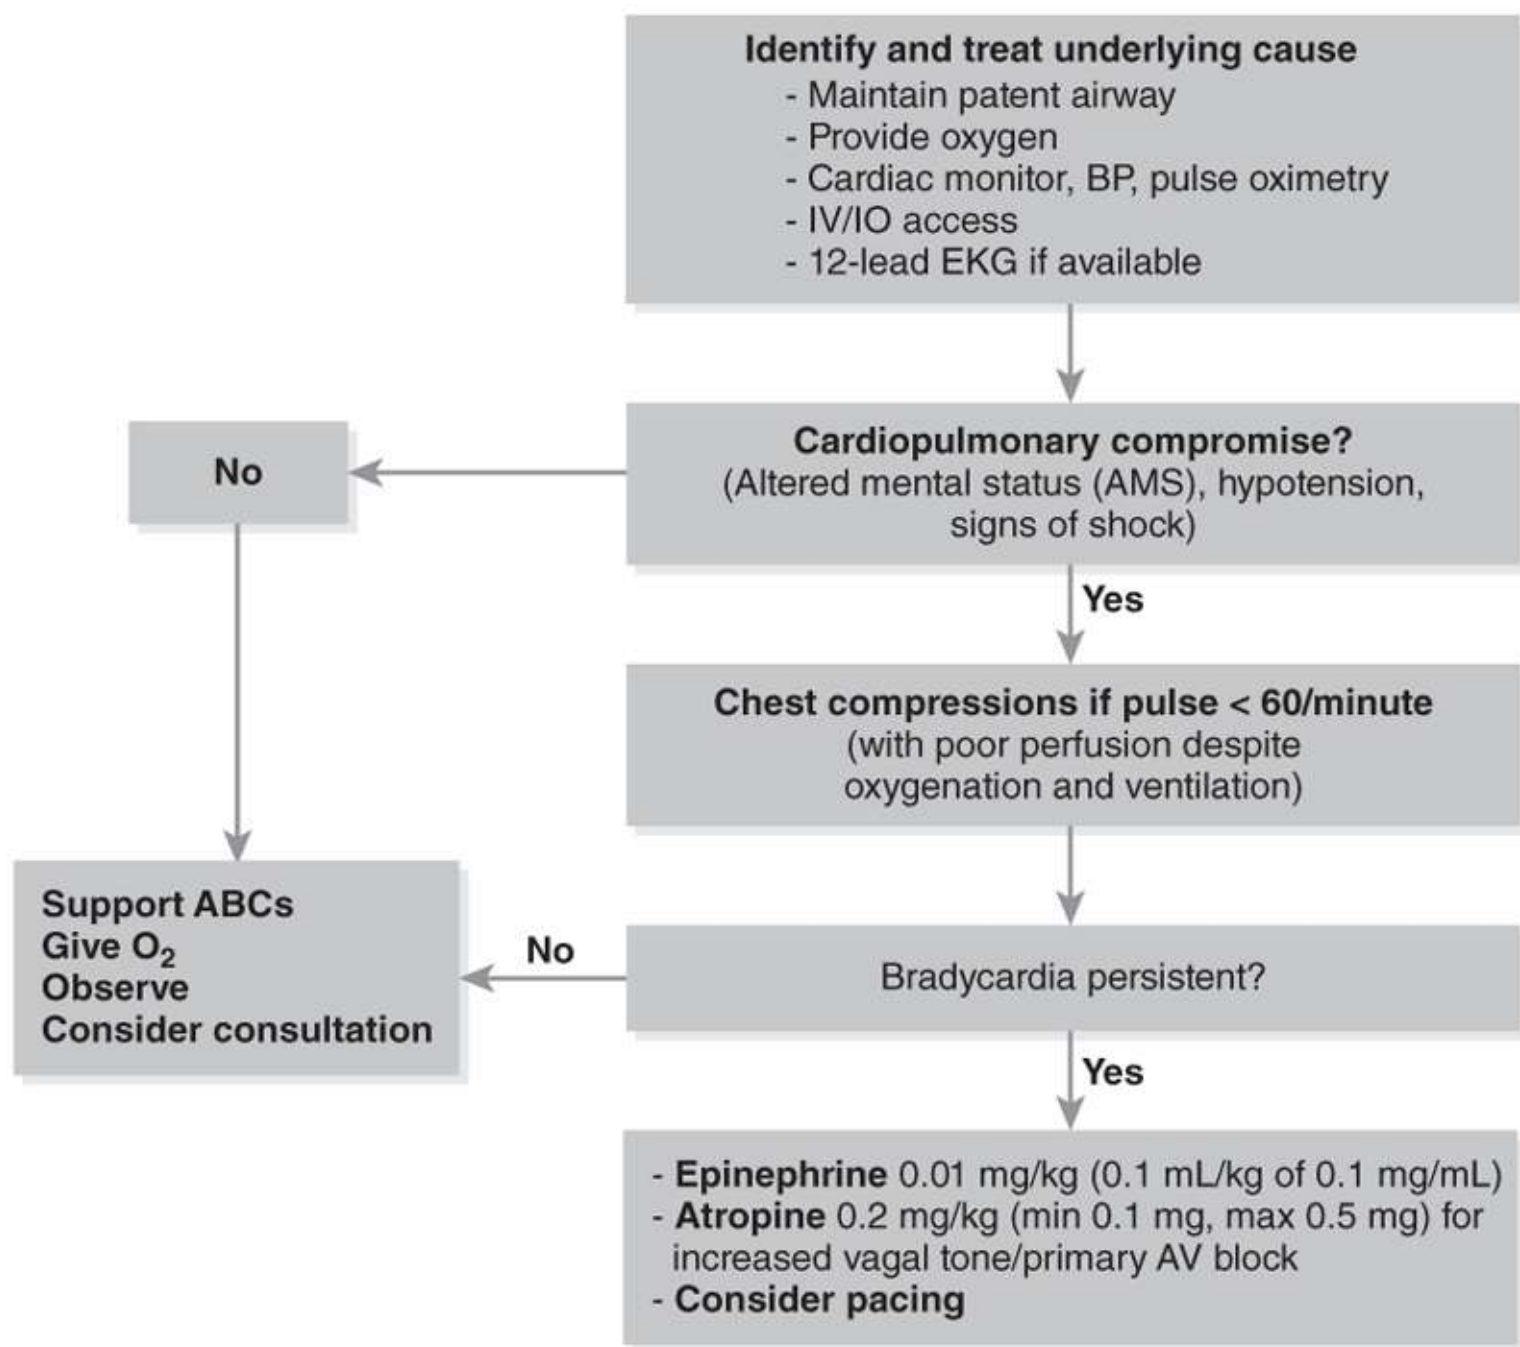 Identify and treat underlying cause
- Maintain patent airway
- Provide oxygen
- Cardiac monitor, BP, pulse oximetry
- IV/IO access
- 12-lead EKG if available
Cardiopulmonary compromise?
(Altered mental status (AMS), hypotension,
signs of shock)
No
Yes
Chest compressions if pulse < 60/minute
(with poor perfusion despite
oxygenation and ventilation)
Support ABCs
Give O₂
Observe
Consider consultation
No
Bradycardia persistent?
Yes
- Epinephrine 0.01 mg/kg (0.1 mL/kg of 0.1 mg/mL)
- Atropine 0.2 mg/kg (min 0.1 mg, max 0.5 mg) for
increased vagal tone/primary AV block
- Consider pacing